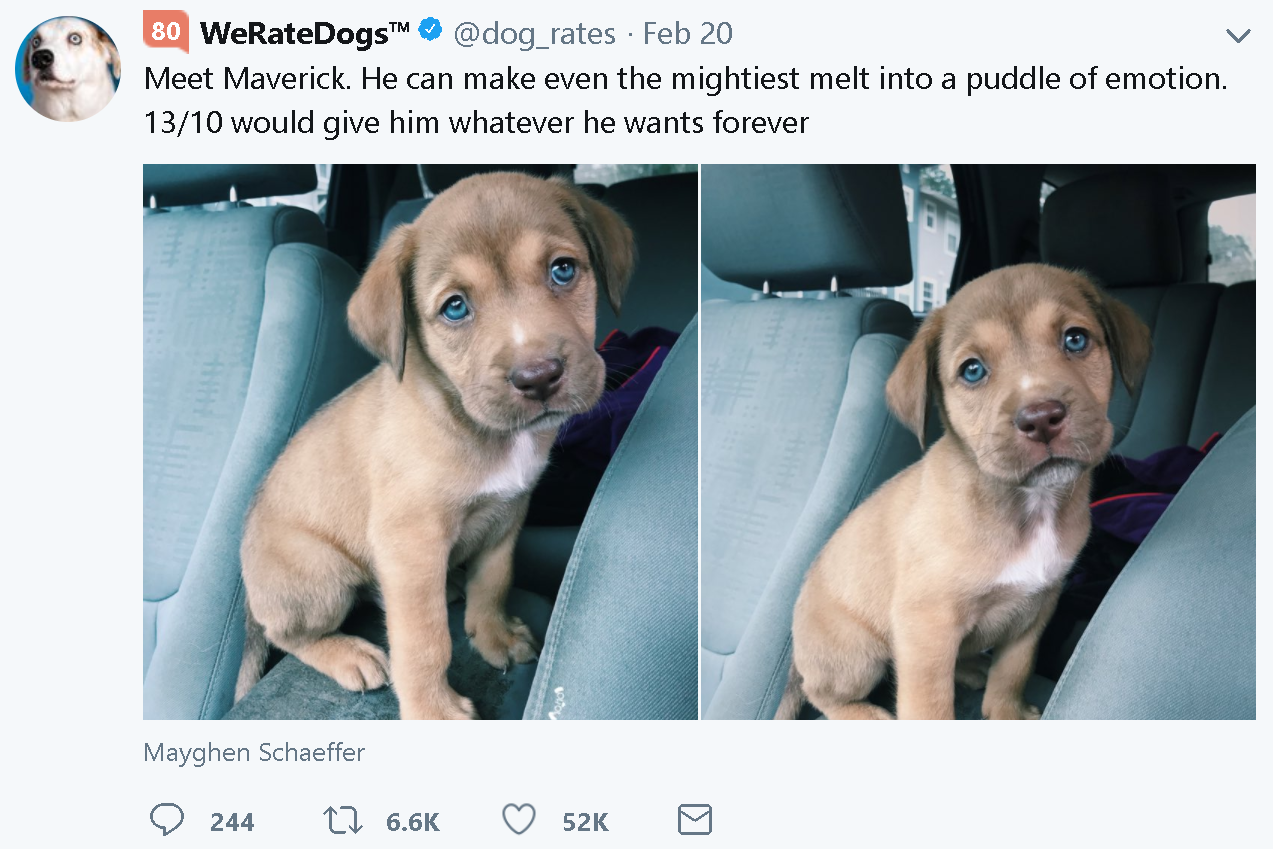 80 WeRateDogs™ @dog_rates · Feb 20
Meet Maverick. He can make even the mightiest melt into a puddle of emotion.
13/10 would give him whatever he wants forever
Mayghen Schaeffer
244 6.6K 52K